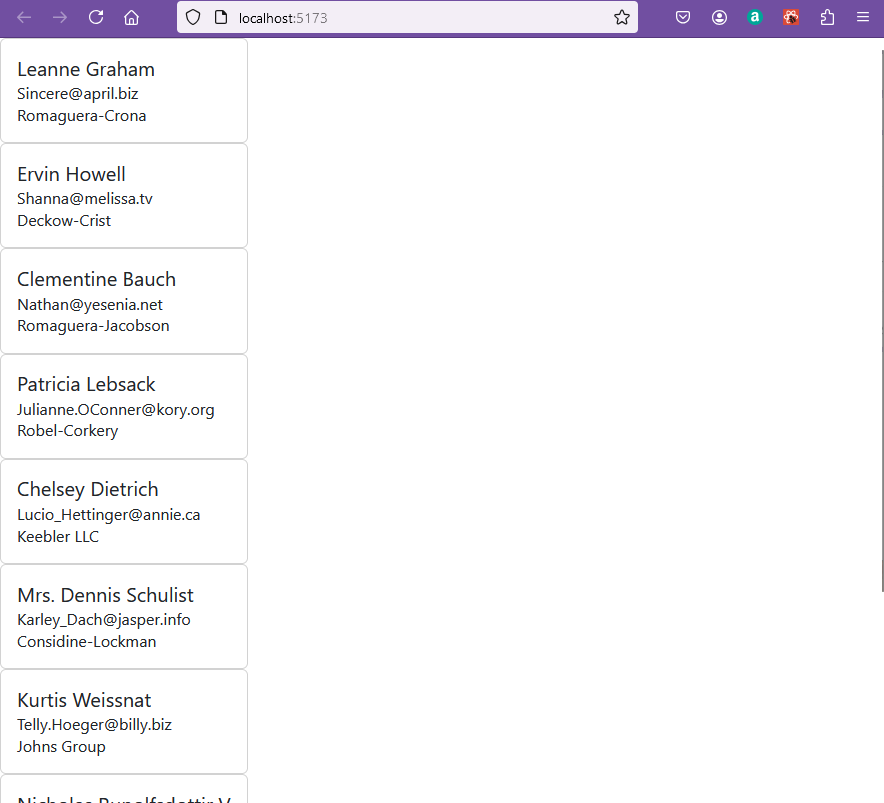 localhost:5173
a
Leanne Graham
Sincere@april.biz
Romaguera-Crona
Ervin Howell
Shanna@melissa.tv
Deckow-Crist
Clementine Bauch
Nathan@yesenia.net
Romaguera-Jacobson
Patricia Lebsack
Julianne.OConner@kory.org
Robel-Corkery
Chelsey Dietrich
Lucio_Hettinger@annie.ca
Keebler LLC
Mrs. Dennis Schulist
Karley_Dach@jasper.info
Considine-Lockman
Kurtis Weissnat
Telly.Hoeger@billy.biz
Johns Group